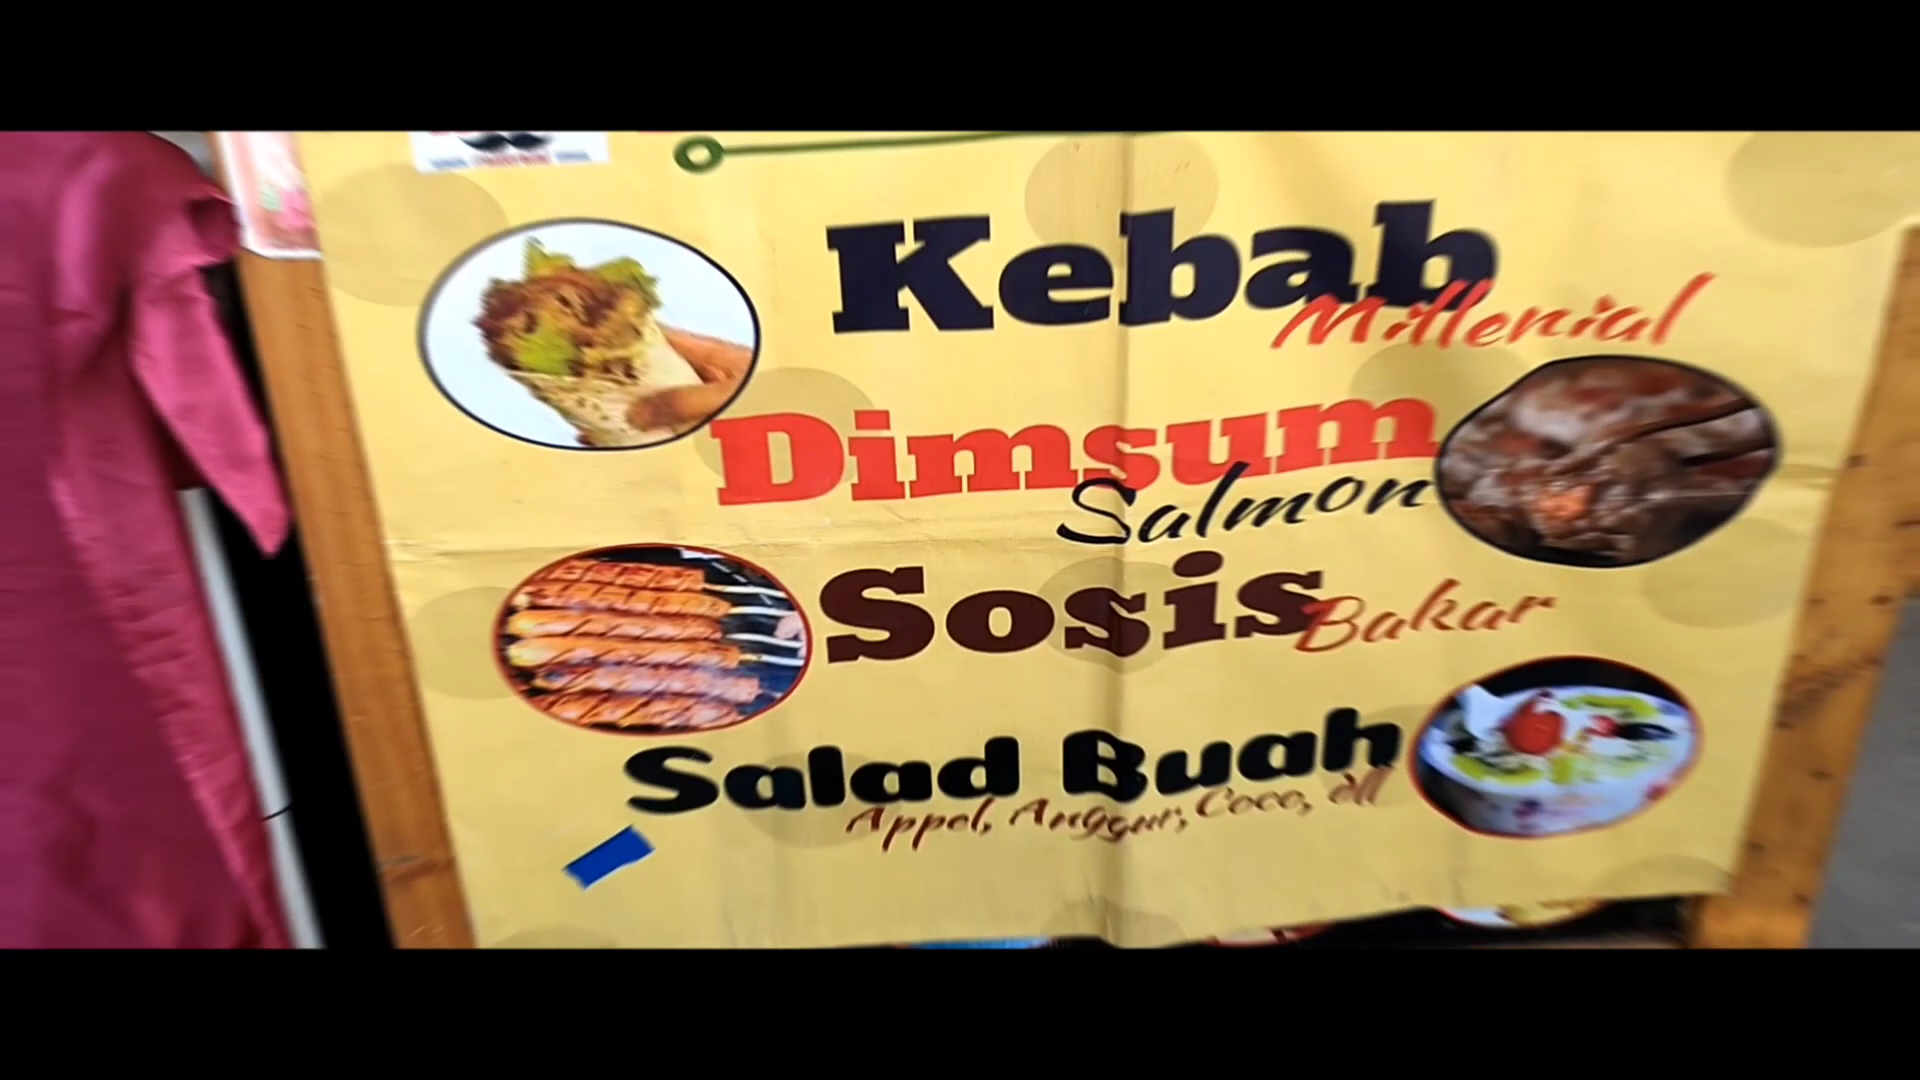 Kebab
Millenial
Dimsum
Salmon
Sosis
Bakar
Salad Buah
Appel, Anggur, Coco, dll